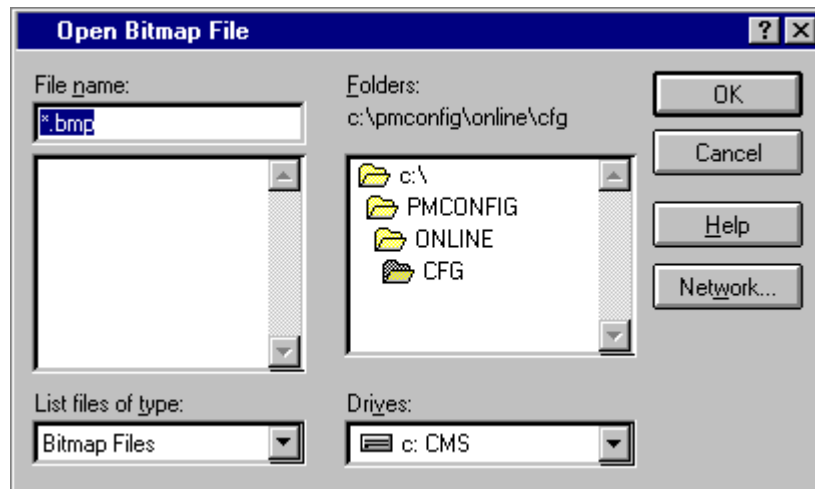 Open Bitmap File
File name:
*.bmp
Folders:
c:\pmconfig\online\cfg
c:\
PMCONFIG
ONLINE
CFG
List files of type:
Bitmap Files
Drives:
c: CMS
OK
Cancel
Help
Network...